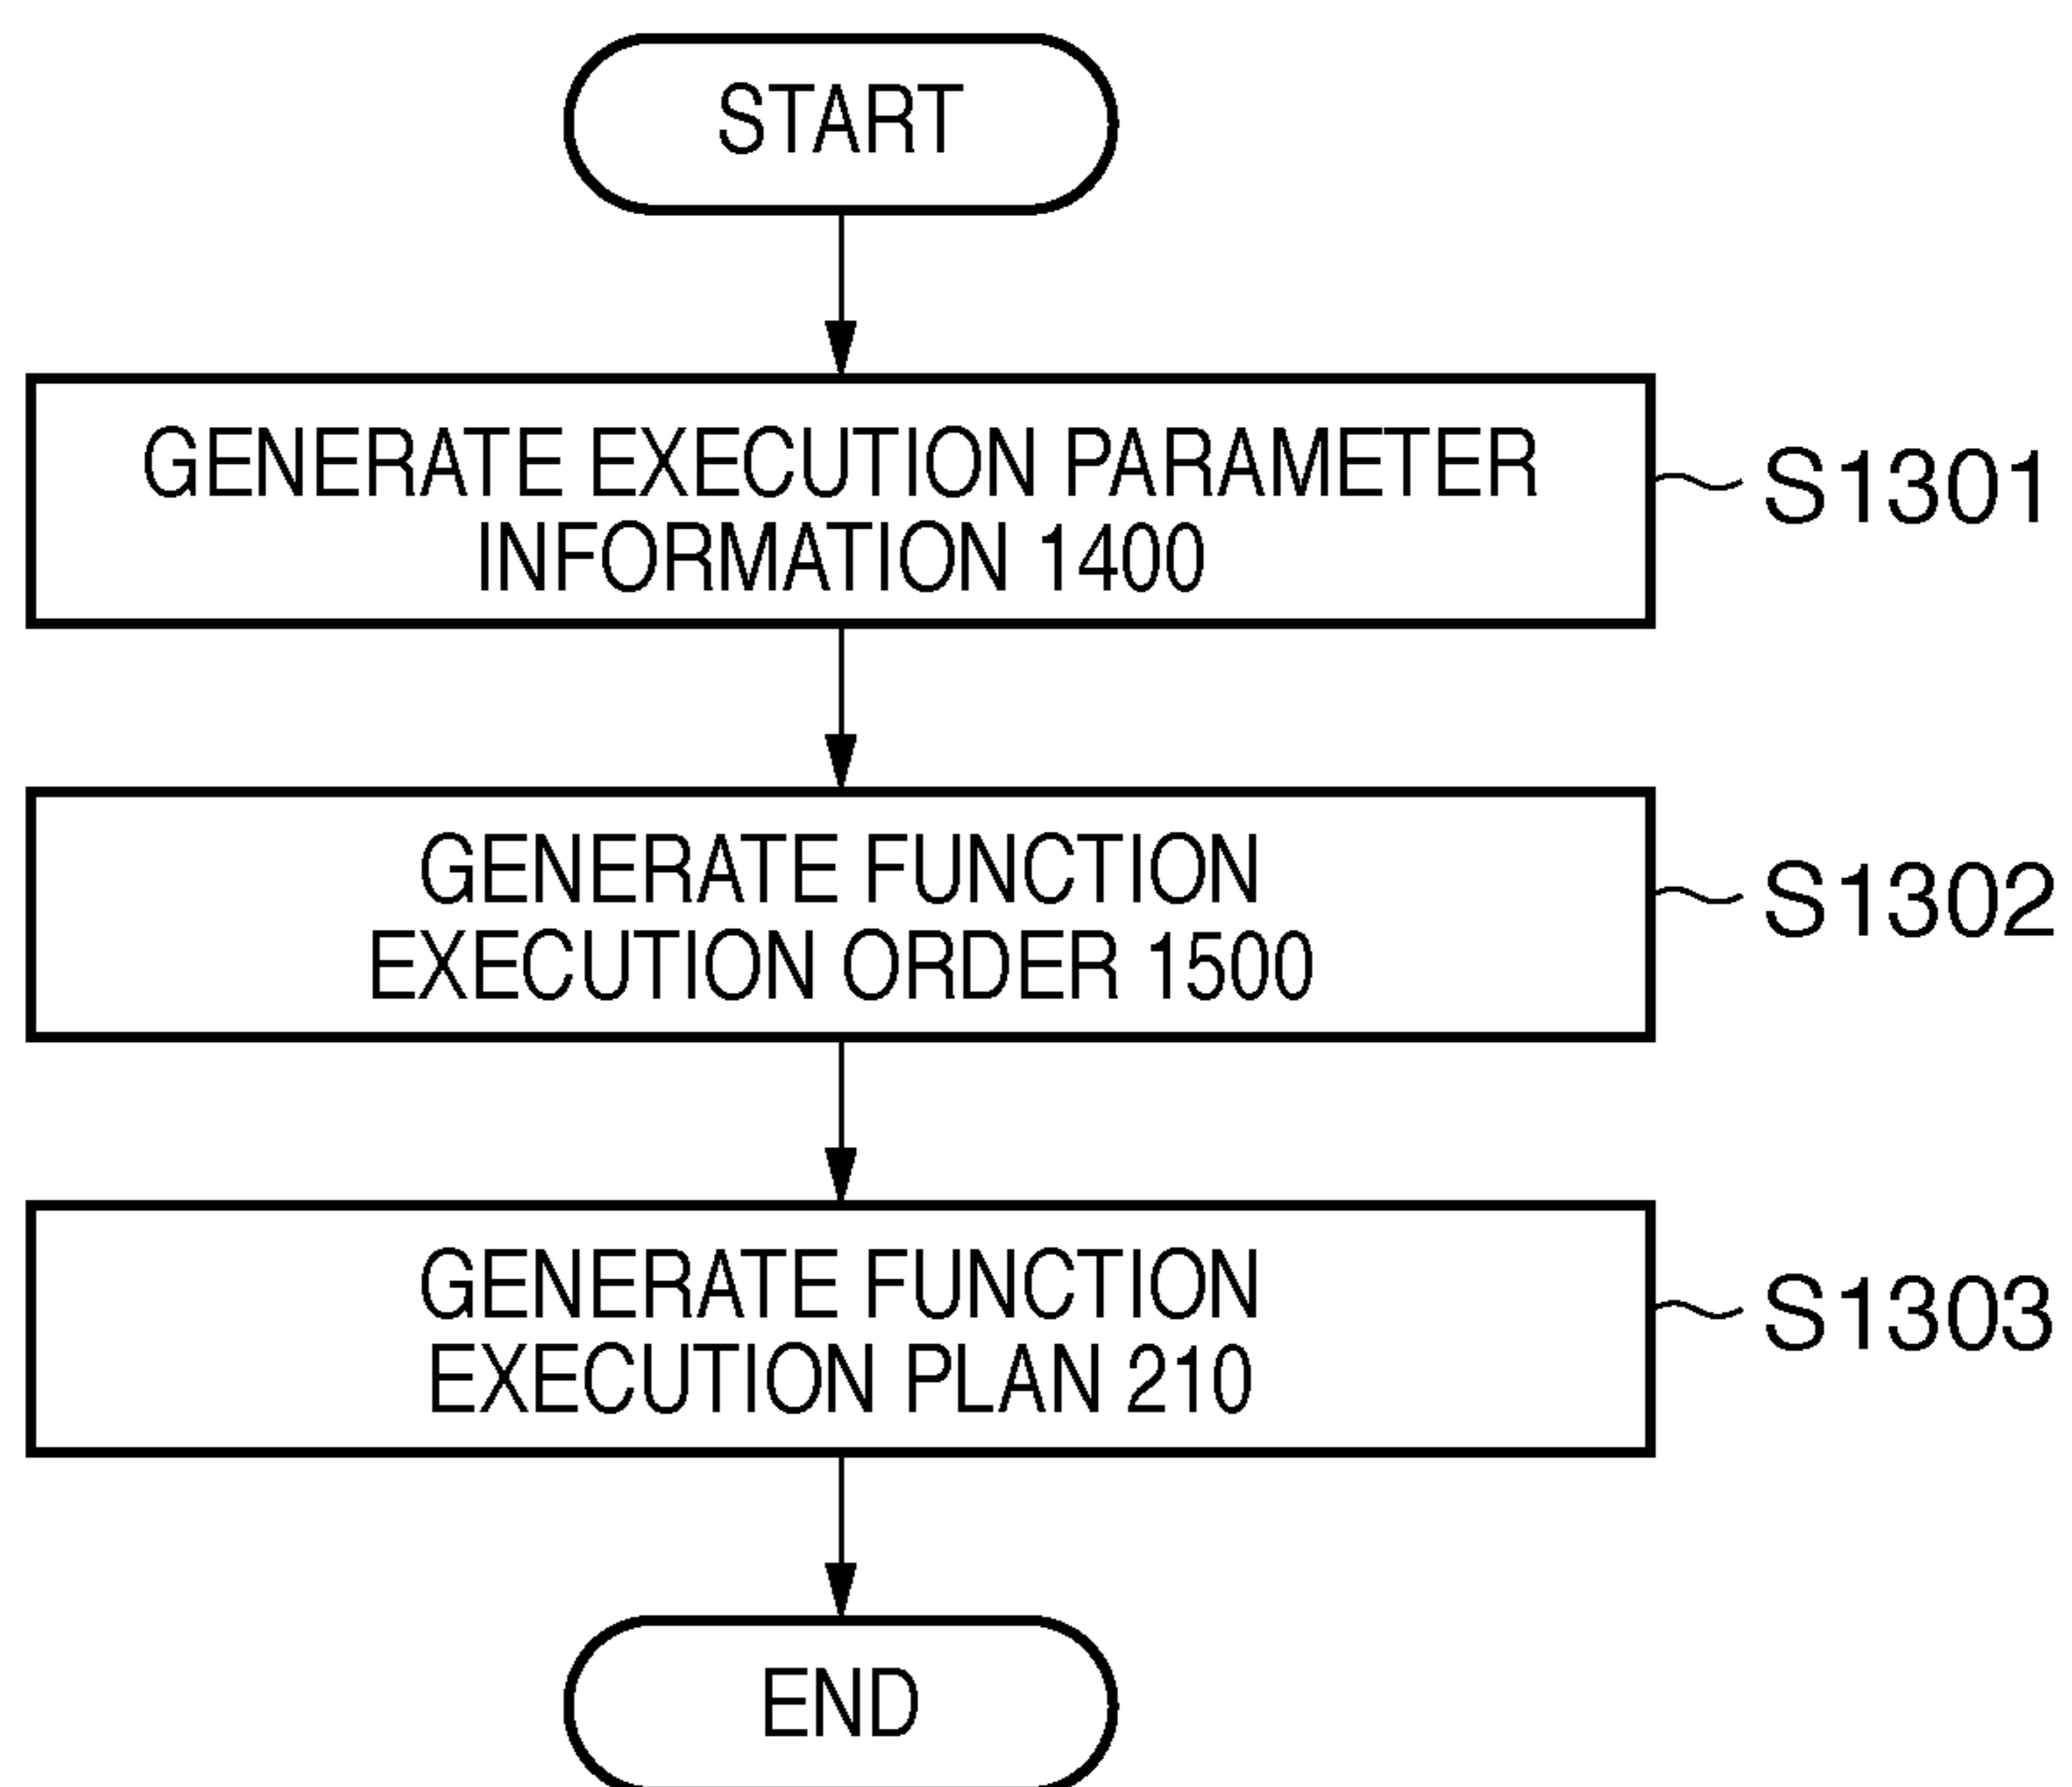 START
GENERATE EXECUTION PARAMETER
INFORMATION 1400
S1301
GENERATE FUNCTION
EXECUTION ORDER 1500
S1302
GENERATE FUNCTION
EXECUTION PLAN 210
S1303
END